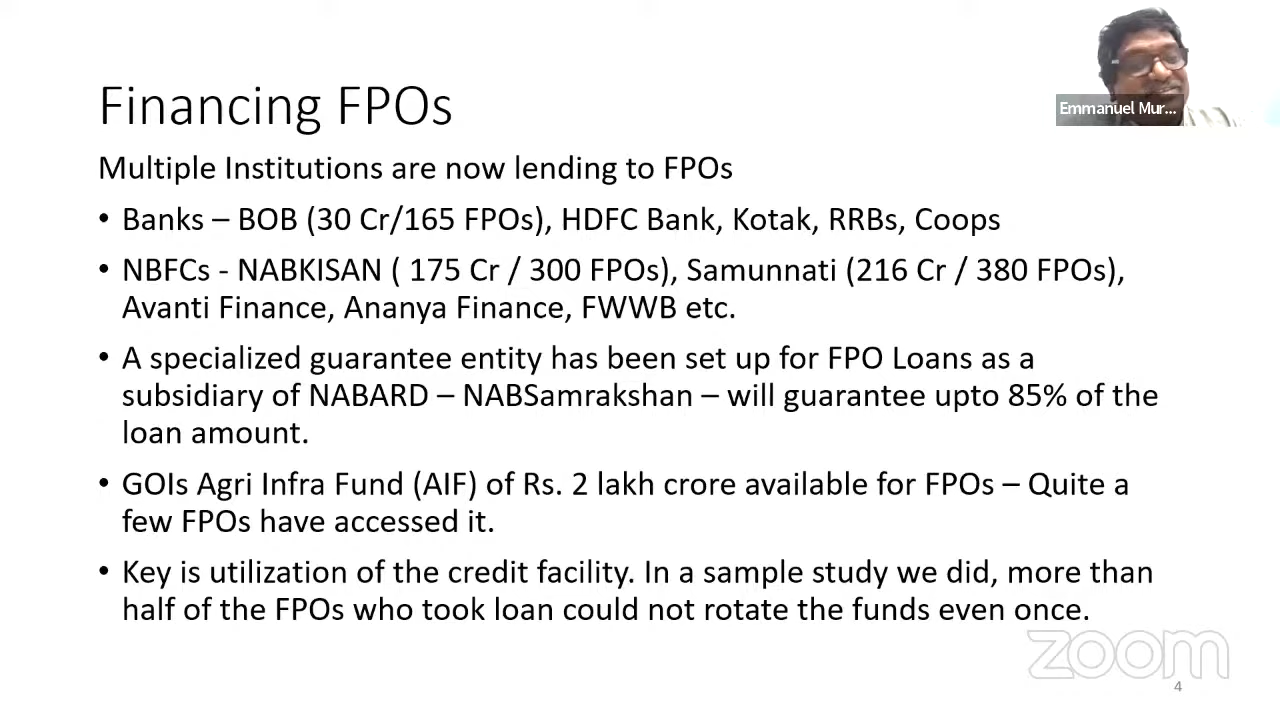 Financing FPOs
Emmanuel Mur...
Multiple Institutions are now lending to FPOs
• Banks – BOB (30 Cr/165 FPOs), HDFC Bank, Kotak, RRBs, Coops
• NBFCs - NABKISAN ( 175 Cr / 300 FPOs), Samunnati (216 Cr / 380 FPOs),
Avanti Finance, Ananya Finance, FWWB etc.
• A specialized guarantee entity has been set up for FPO Loans as a
subsidiary of NABARD – NABSamrakshan – will guarantee upto 85% of the
loan amount.
• GOIs Agri Infra Fund (AIF) of Rs. 2 lakh crore available for FPOs – Quite a
few FPOs have accessed it.
• Key is utilization of the credit facility. In a sample study we did, more than
half of the FPOs who took loan could not rotate the funds even once.
zoom
4